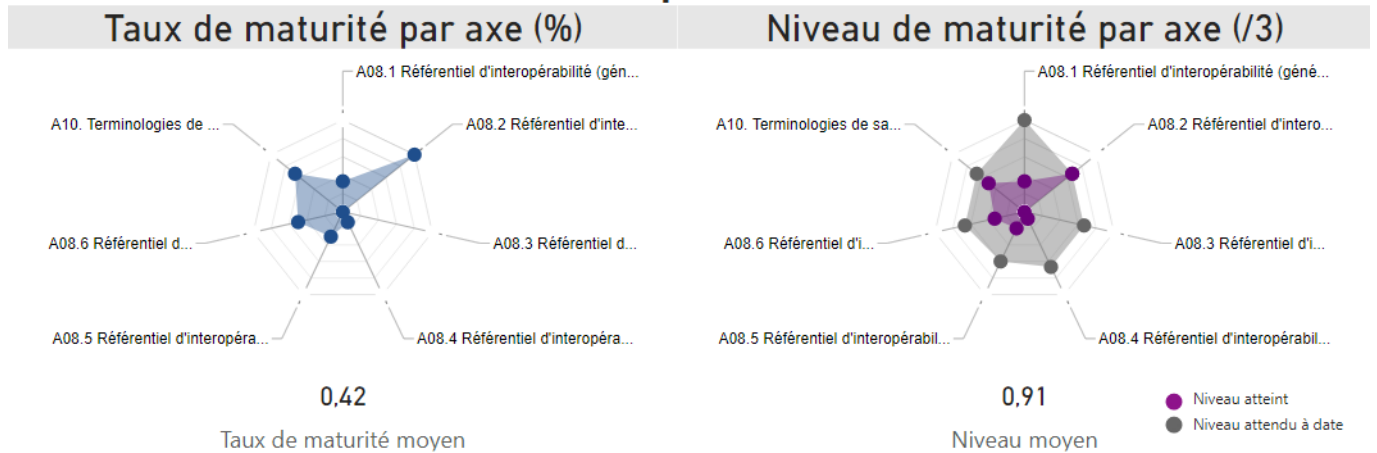 Taux de maturité par axe (%)
A08.1 Référentiel d'interopérabilité (gén...
A10. Terminologies de ...
A08.2 Référentiel d'inte...
A08.6 Référentiel d...
A08.3 Référentiel d...
A08.5 Référentiel d'interopéra...
A08.4 Référentiel d'interopéra...
0,42
Taux de maturité moyen
Niveau de maturité par axe (/3)
A08.1 Référentiel d'interopérabilité (géné...
A10. Terminologies de sa...
A08.2 Référentiel d'intero...
A08.6 Référentiel d'i...
A08.3 Référentiel d'i...
A08.5 Référentiel d'interopérabil...
A08.4 Référentiel d'interopérabil...
0,91
Niveau moyen
Niveau atteint
Niveau attendu à date